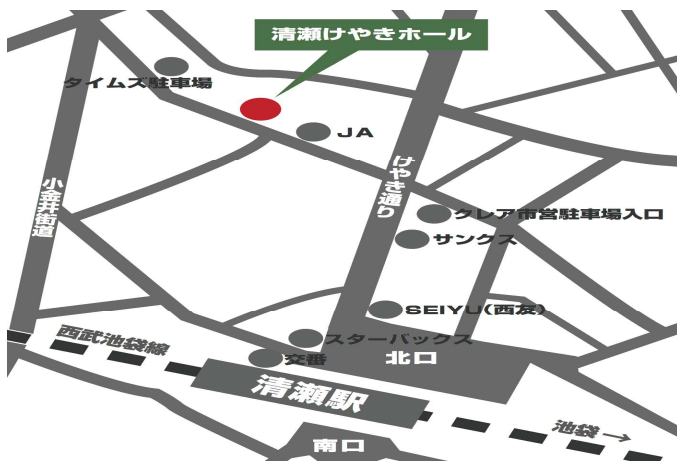 清瀬けやきホール
タイムズ駐車場
JA
けやき通り
小金井街道
クレア市営駐車場入口
サンクス
SEIYU(西友)
スターバックス
西武池袋線
交番
北口
清瀬駅
池袋→
南口